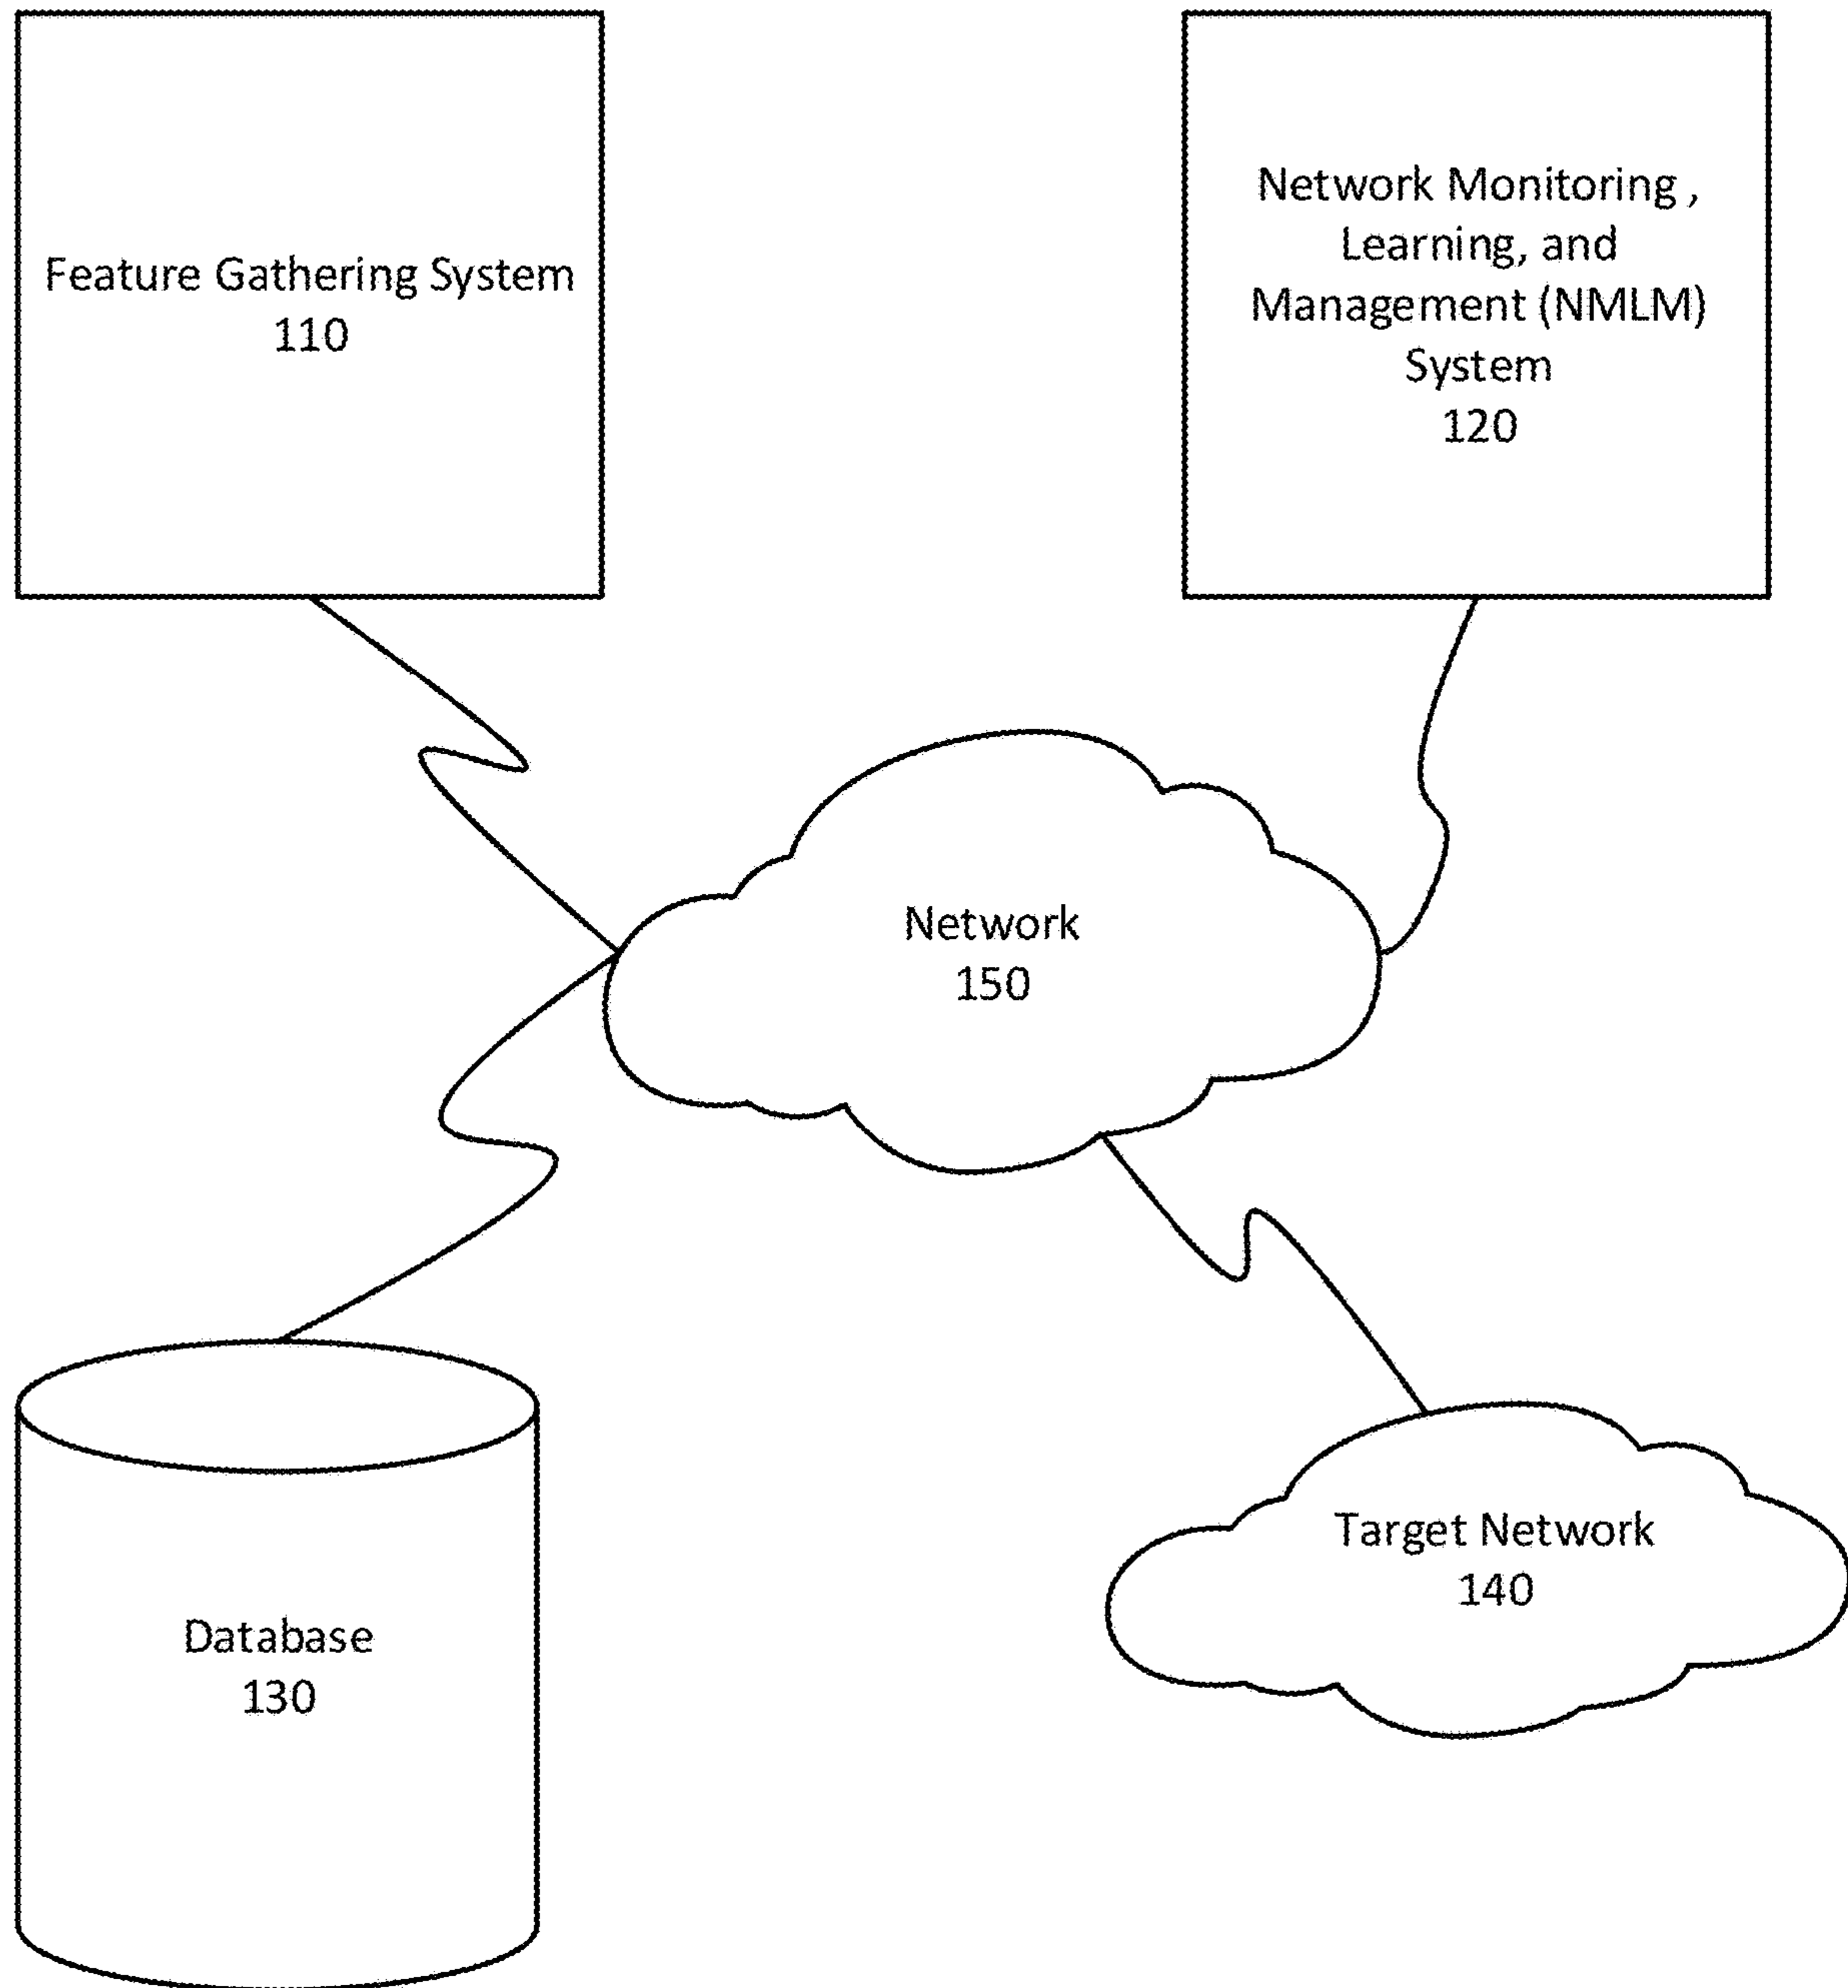 Feature Gathering System
110
Network Monitoring ,
Learning, and
Management (NMLM)
System
120
Network
150
Target Network
140
Database
130